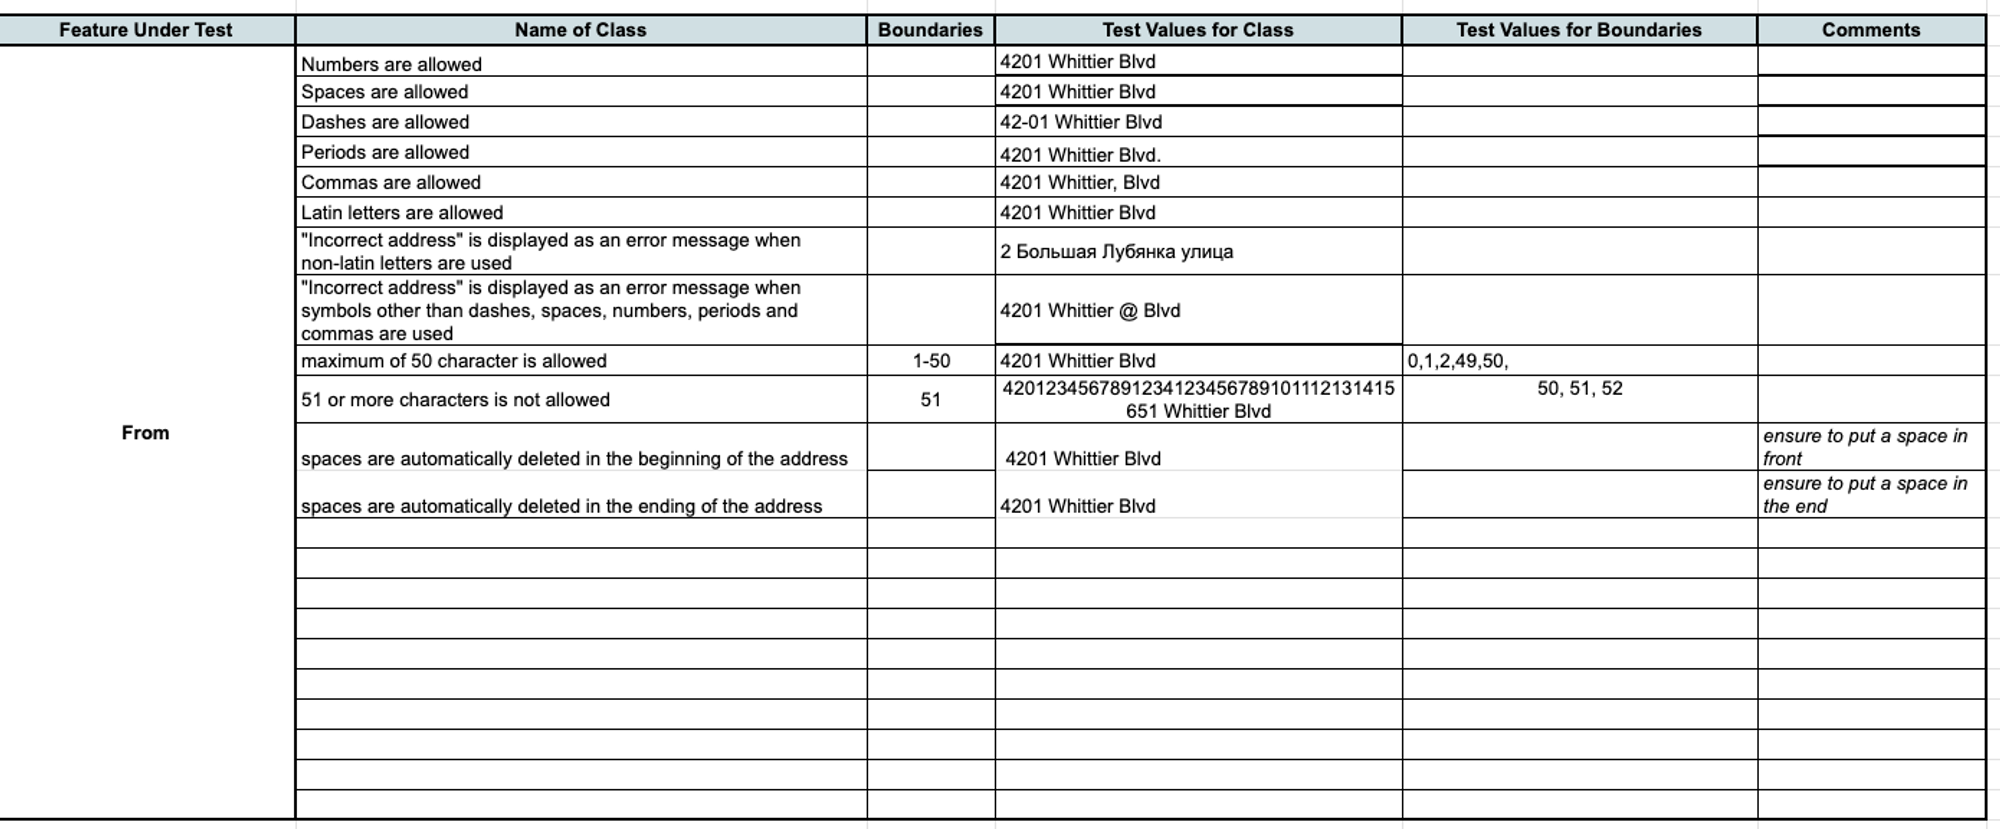 Feature Under Test
Name of Class
Boundaries
Test Values for Class
Test Values for Boundaries
Comments
From
Numbers are allowed
4201 Whittier Blvd
Spaces are allowed
4201 Whittier Blvd
Dashes are allowed
42-01 Whittier Blvd
Periods are allowed
4201 Whittier Blvd.
Commas are allowed
4201 Whittier, Blvd
Latin letters are allowed
4201 Whittier Blvd
"Incorrect address" is displayed as an error message when
non-latin letters are used
2 Большая Лубянка улица
"Incorrect address" is displayed as an error message when
symbols other than dashes, spaces, numbers, periods and
commas are used
4201 Whittier @ Blvd
maximum of 50 character is allowed
1-50
4201 Whittier Blvd
0,1,2,49,50,
51 or more characters is not allowed
51
420123456789123412345678910111213​1415
651 Whittier Blvd
50, 51, 52
spaces are automatically deleted in the beginning of the address
4201 Whittier Blvd
ensure to put a space in
front
spaces are automatically deleted in the ending of the address
4201 Whittier Blvd
ensure to put a space in
the end